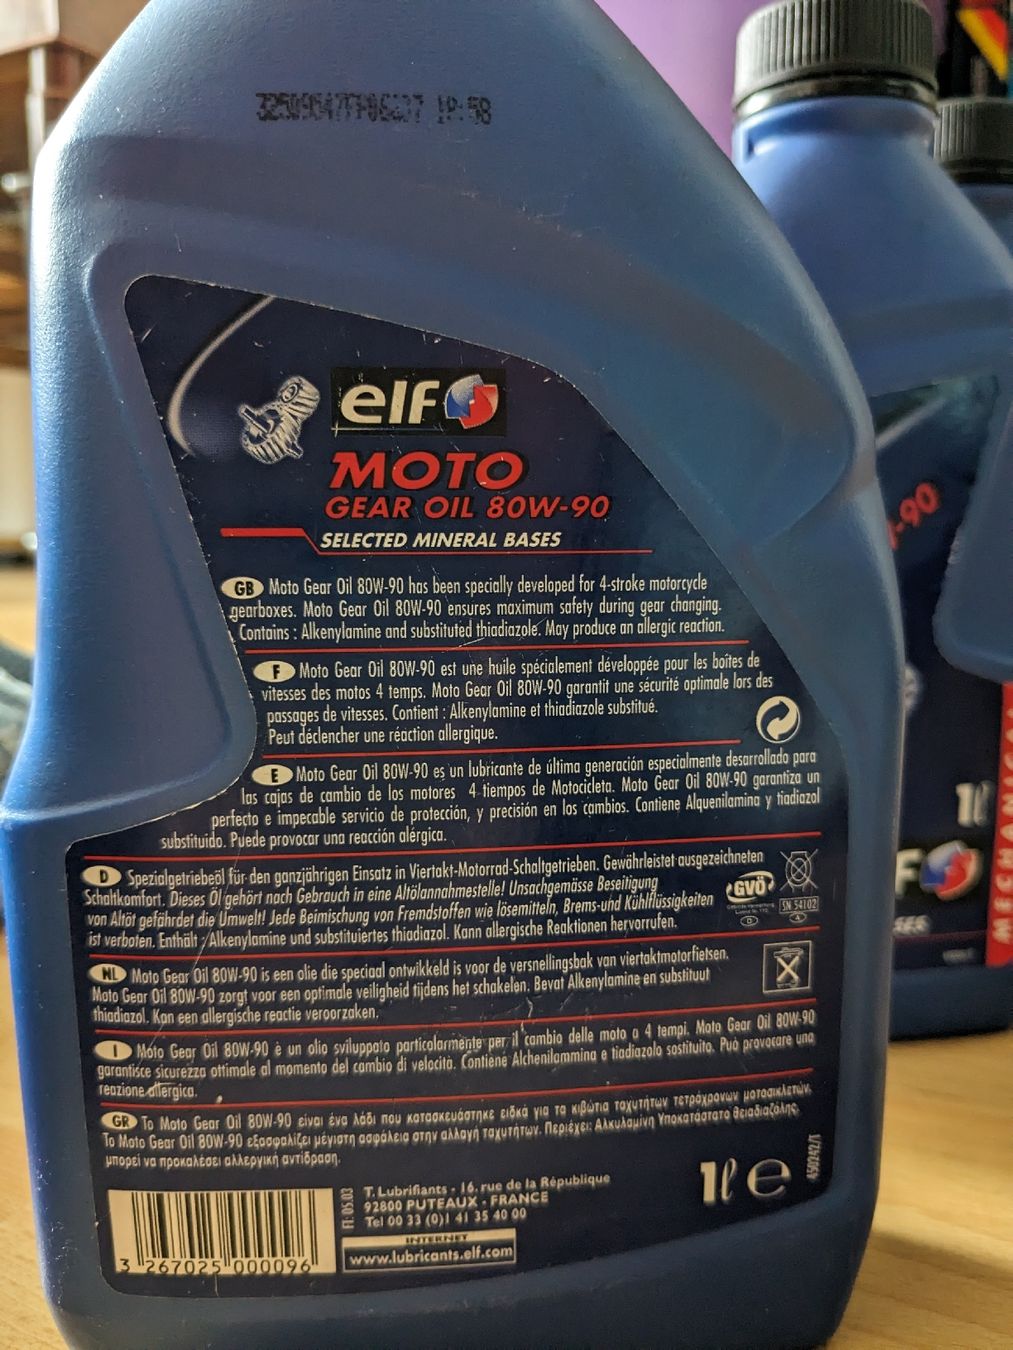 elf
MOTO
GEAR OIL 80W-90
SELECTED MINERAL BASES
GB Moto Gear Oil 80W-90 has been specially developed for 4-stroke motorcycle
gearboxes. Moto Gear Oil 80W-90 ensures maximum safety during gear changing.
Contains : Alkenylamine and substituted thiadiazole. May produce an allergic reaction.
F Moto Gear Oil 80W-90 est une huile spécialement développée pour les boîtes de
vitesses des motos 4 temps. Moto Gear Oil 80W-90 garantit une sécurité optimale lors des
passages de vitesses. Contient : Alkenylamine et thiadiazole substitué.
Peut déclencher une réaction allergique.
E Moto Gear Oil 80W-90 es un lubricante de última generación especialmente desarrollado para
las cajas de cambio de los motores 4 tiempos de Motocicleta. Moto Gear Oil 80W-90 garantiza un
perfecto e impecable servicio de protección, y precisión en los cambios. Contiene Alquenilamina y tiadiazol
substituido. Puede provocar una reacción alérgica.
D Spezialgetriebeöl für den ganzjährigen Einsatz in Viertakt-Motorrad-Schaltgetrieben. Gewährleistet ausgezeichneten
Schaltkomfort. Dieses Öl gehört nach Gebrauch in eine Altölannahmestelle! Unsachgemässe Beseitigung
von Altöl gefährdet die Umwelt! Jede Beimischung von Fremdstoffen wie lösemitteln, Brems-und Kühlflüssigkeiten
ist verboten. Enthält : Alkenylamine und substituiertes thiadiazol. Kann allergische Reaktionen hervorrufen.
GVÖ
SN 54102
D
A
NL Moto Gear Oil 80W-90 is een olie die speciaal ontwikkeld is voor de versnellingsbak van viertaktmotorfietsen.
Moto Gear Oil 80W-90 zorgt voor een optimale veiligheid tijdens het schakelen. Bevat Alkenylamine en substituut
thiadiazol. Kan een allergische reactie veroorzaken.
I Moto Gear Oil 80W-90 è un olio sviluppato particolarmente per il cambio delle moto a 4 tempi. Moto Gear Oil 80W-90
garantisce sicurezza ottimale al momento del cambio di velocità. Contiene Alchenilammina e tiadiazolo sostituito. Può provocare una
reazione allergica.
GR Το Moto Gear Oil 80W-90 είναι ένα λάδι που κατασκευάστηκε ειδικά για τα κιβώτια ταχυτήτων τετράχρονων μοτοσικλετών.
Το Moto Gear Oil 80W-90 εξασφαλίζει μέγιστη ασφάλεια στην αλλαγή ταχυτήτων. Περιέχει: Αλκυλαμίνη Υποκατάστατο θειαδιαζόλης.
μπορεί να προκαλέσει αλλεργική αντίδραση.
3 267025 000096
FI: 05.03
T. Lubrifiants - 16, rue de la République
92800 PUTEAUX - FRANCE
Tel 00 33 (0)1 41 35 40 00
INTERNET
www.lubricants.elf.com
1ℓ e
450242/1
-90
1ℓ
F